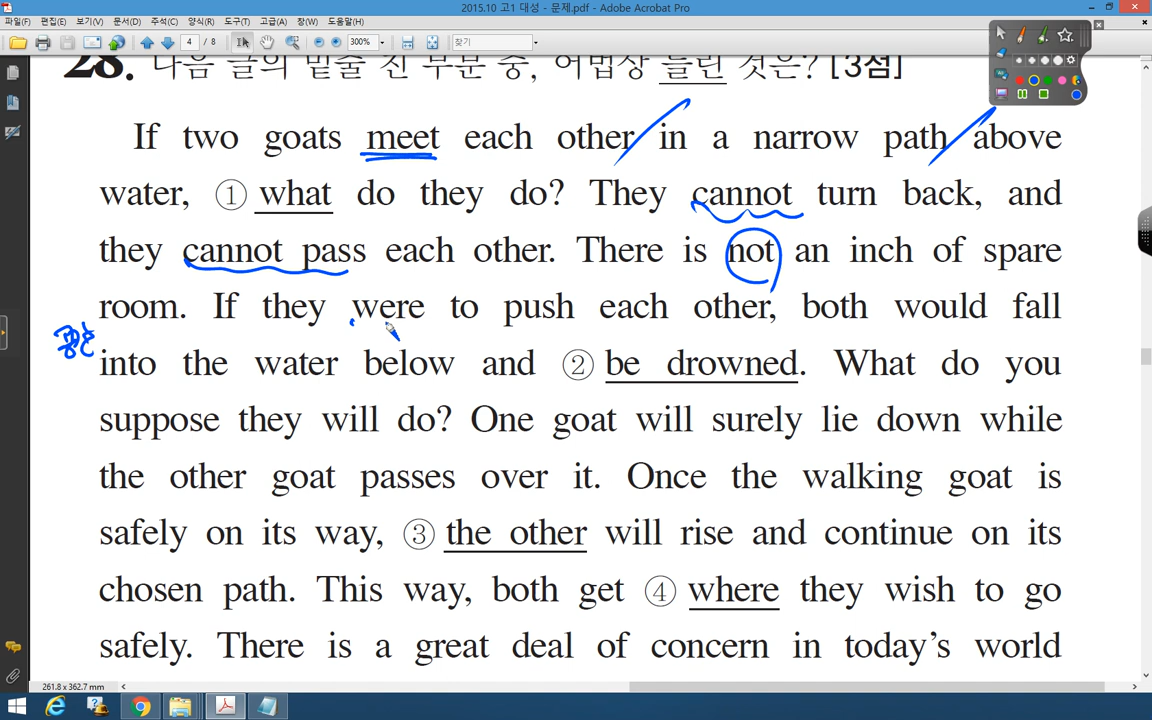 2015.10 고1 대성 - 문제.pdf - Adobe Acrobat Pro
파일(F) 편집(E) 보기(V) 문서(D) 주석(C) 양식(R) 도구(T) 고급(A) 창(W) 도움말(H)
4 / 8 300% 찾기
28. 다음 글의 밑줄 친 부분 중, 어법상 틀린 것은? [3점]
If two goats meet each other in a narrow path above
water, ① what do they do? They cannot turn back, and
they cannot pass each other. There is not an inch of spare
room. If they were to push each other, both would fall
공간
into the water below and ② be drowned. What do you
suppose they will do? One goat will surely lie down while
the other goat passes over it. Once the walking goat is
safely on its way, ③ the other will rise and continue on its
chosen path. This way, both get ④ where they wish to go
safely. There is a great deal of concern in today's world
261.8 x 362.7 mm